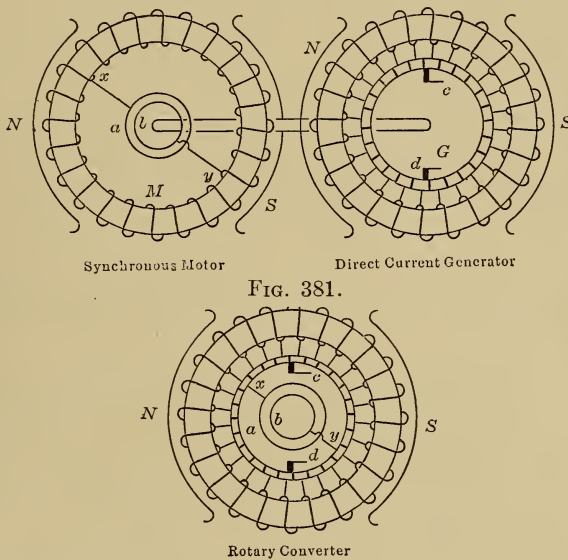 N
x
a
l
y
M
S
N
c
G
d
S
Synchronous Motor
Direct Current Generator
FIG. 381.
N
x
c
a
b
y
d
S
Rotary Converter